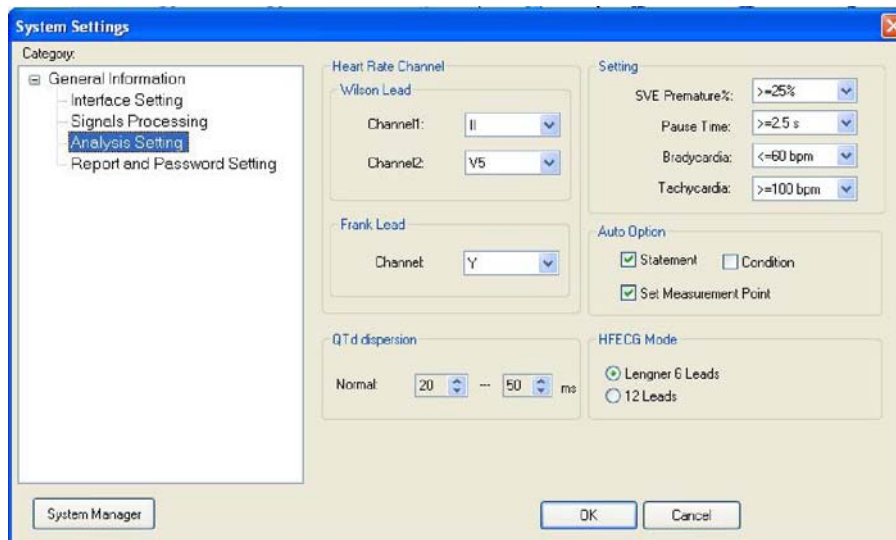 System Settings
Category:
General Information
Interface Setting
Signals Processing
Analysis Setting
Report and Password Setting
System Manager
Heart Rate Channel
Wilson Lead
Channel1: II
Channel2: V5
Frank Lead
Channel: Y
QTd dispersion
Normal: 20 --- 50 ms
Setting
SVE Premature%: >=25%
Pause Time: >=2.5 s
Bradycardia: <=60 bpm
Tachycardia: >=100 bpm
Auto Option
Statement Condition
Set Measurement Point
HFECG Mode
Lengner 6 Leads
12 Leads
OK Cancel